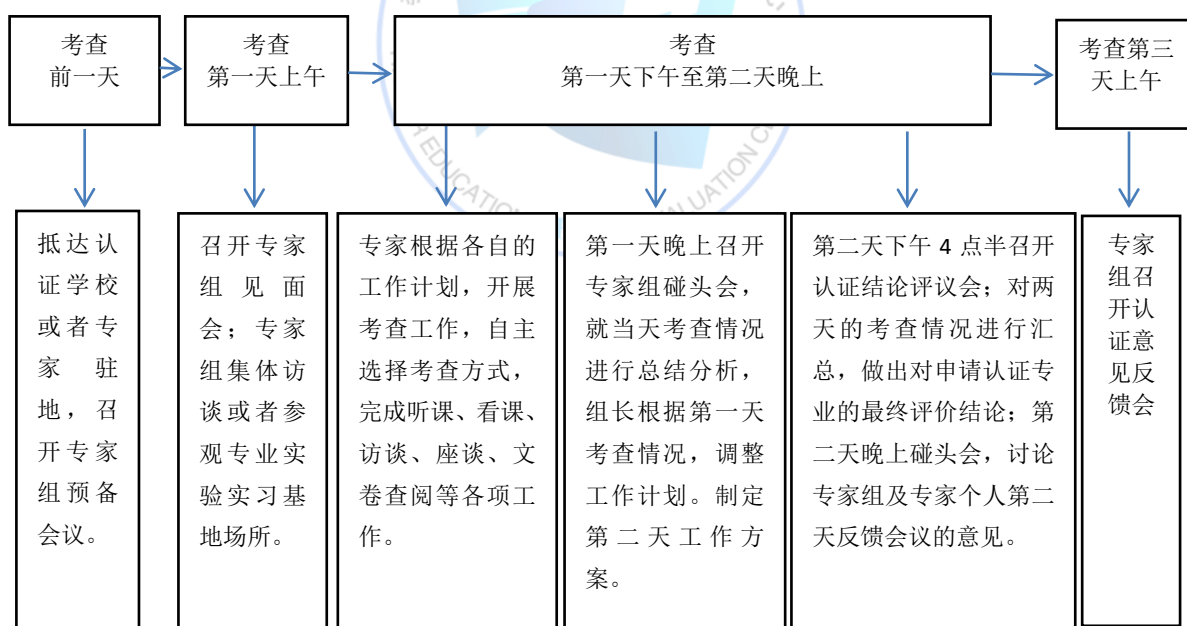 考查
前一天
考查
第一天上午
考查
第一天下午至第二天晚上
考查第三
天上午
抵达认
证学校
或者专
家驻
地，召
开专家
组预备
会议。
召开专家
组见面
会；专家
组集体访
谈或者参
观专业实
验实习基
地场所。
专家根据各自的
工作计划，开展
考查工作，自主
选择考查方式，
完成听课、看课、
访谈、座谈、文
卷查阅等各项工
作。
第一天晚上召开
专家组碰头会，
就当天考查情况
进行总结分析，
组长根据第一天
考查情况，调整
工作计划。制定
第二天工作方
案。
第二天下午 4 点半召开
认证结论评议会；对两
天的考查情况进行汇
总，做出对申请认证专
业的最终评价结论；第
二天晚上碰头会，讨论
专家组及专家个人第二
天反馈会议的意见。
专家
组召
开认
证意
见反
馈会
EDUCATION